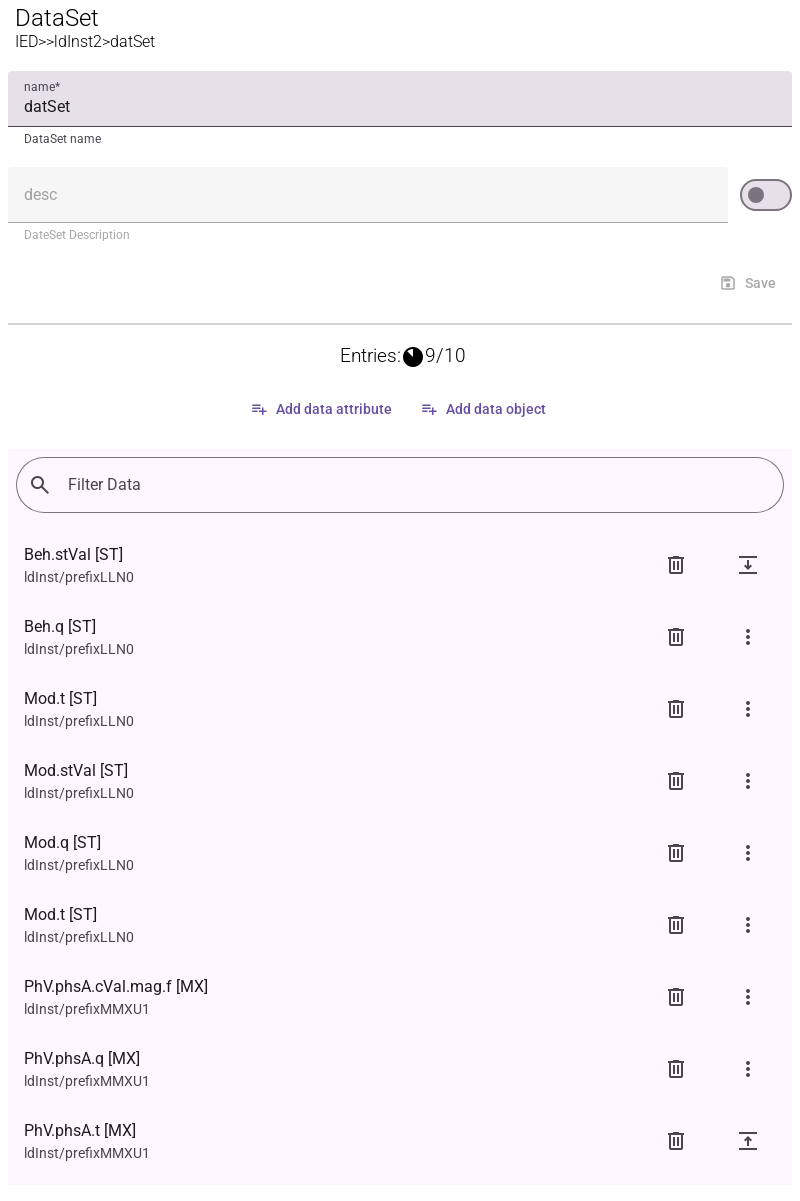 DataSet
IED>>ldInst2>datSet
name*
datSet
DataSet name
desc
DateSet Description
Save
Entries: 9/10
Add data attribute Add data object
Filter Data
Beh.stVal [ST]
ldInst/prefixLLN0
Beh.q [ST]
ldInst/prefixLLN0
Mod.t [ST]
ldInst/prefixLLN0
Mod.stVal [ST]
ldInst/prefixLLN0
Mod.q [ST]
ldInst/prefixLLN0
Mod.t [ST]
ldInst/prefixLLN0
PhV.phsA.cVal.mag.f [MX]
ldInst/prefixMMXU1
PhV.phsA.q [MX]
ldInst/prefixMMXU1
PhV.phsA.t [MX]
ldInst/prefixMMXU1